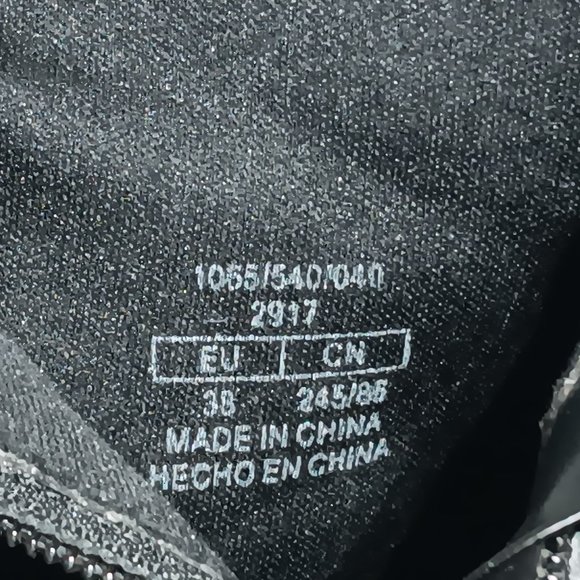 1065/540/040
2917
EU CN
38 245/86
MADE IN CHINA
HECHO EN CHINA